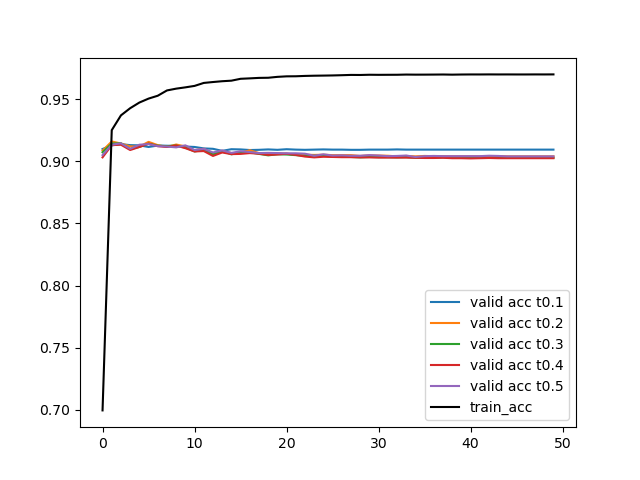 0.95
0.90
0.85
0.80
0.75
0.70
valid acc t0.1
valid acc t0.2
valid acc t0.3
valid acc t0.4
valid acc t0.5
train_acc
0 10 20 30 40 50